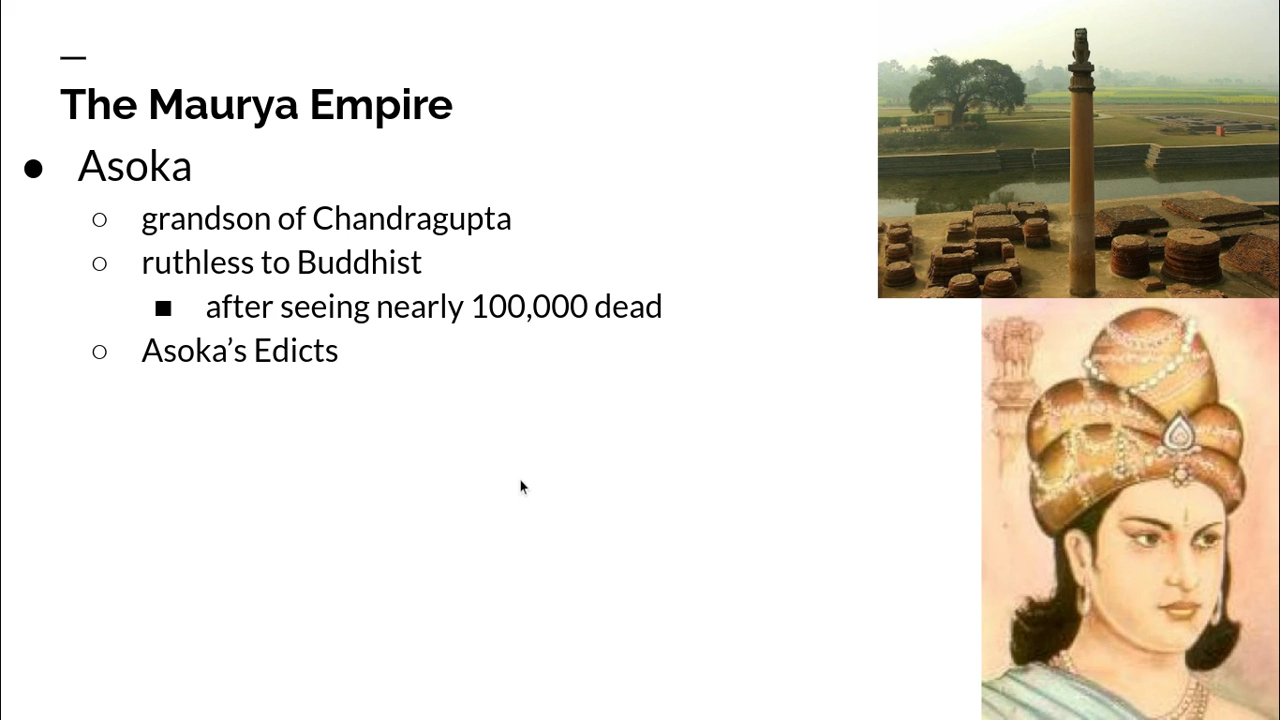 The Maurya Empire
● Asoka
○ grandson of Chandragupta
○ ruthless to Buddhist
■ after seeing nearly 100,000 dead
○ Asoka’s Edicts